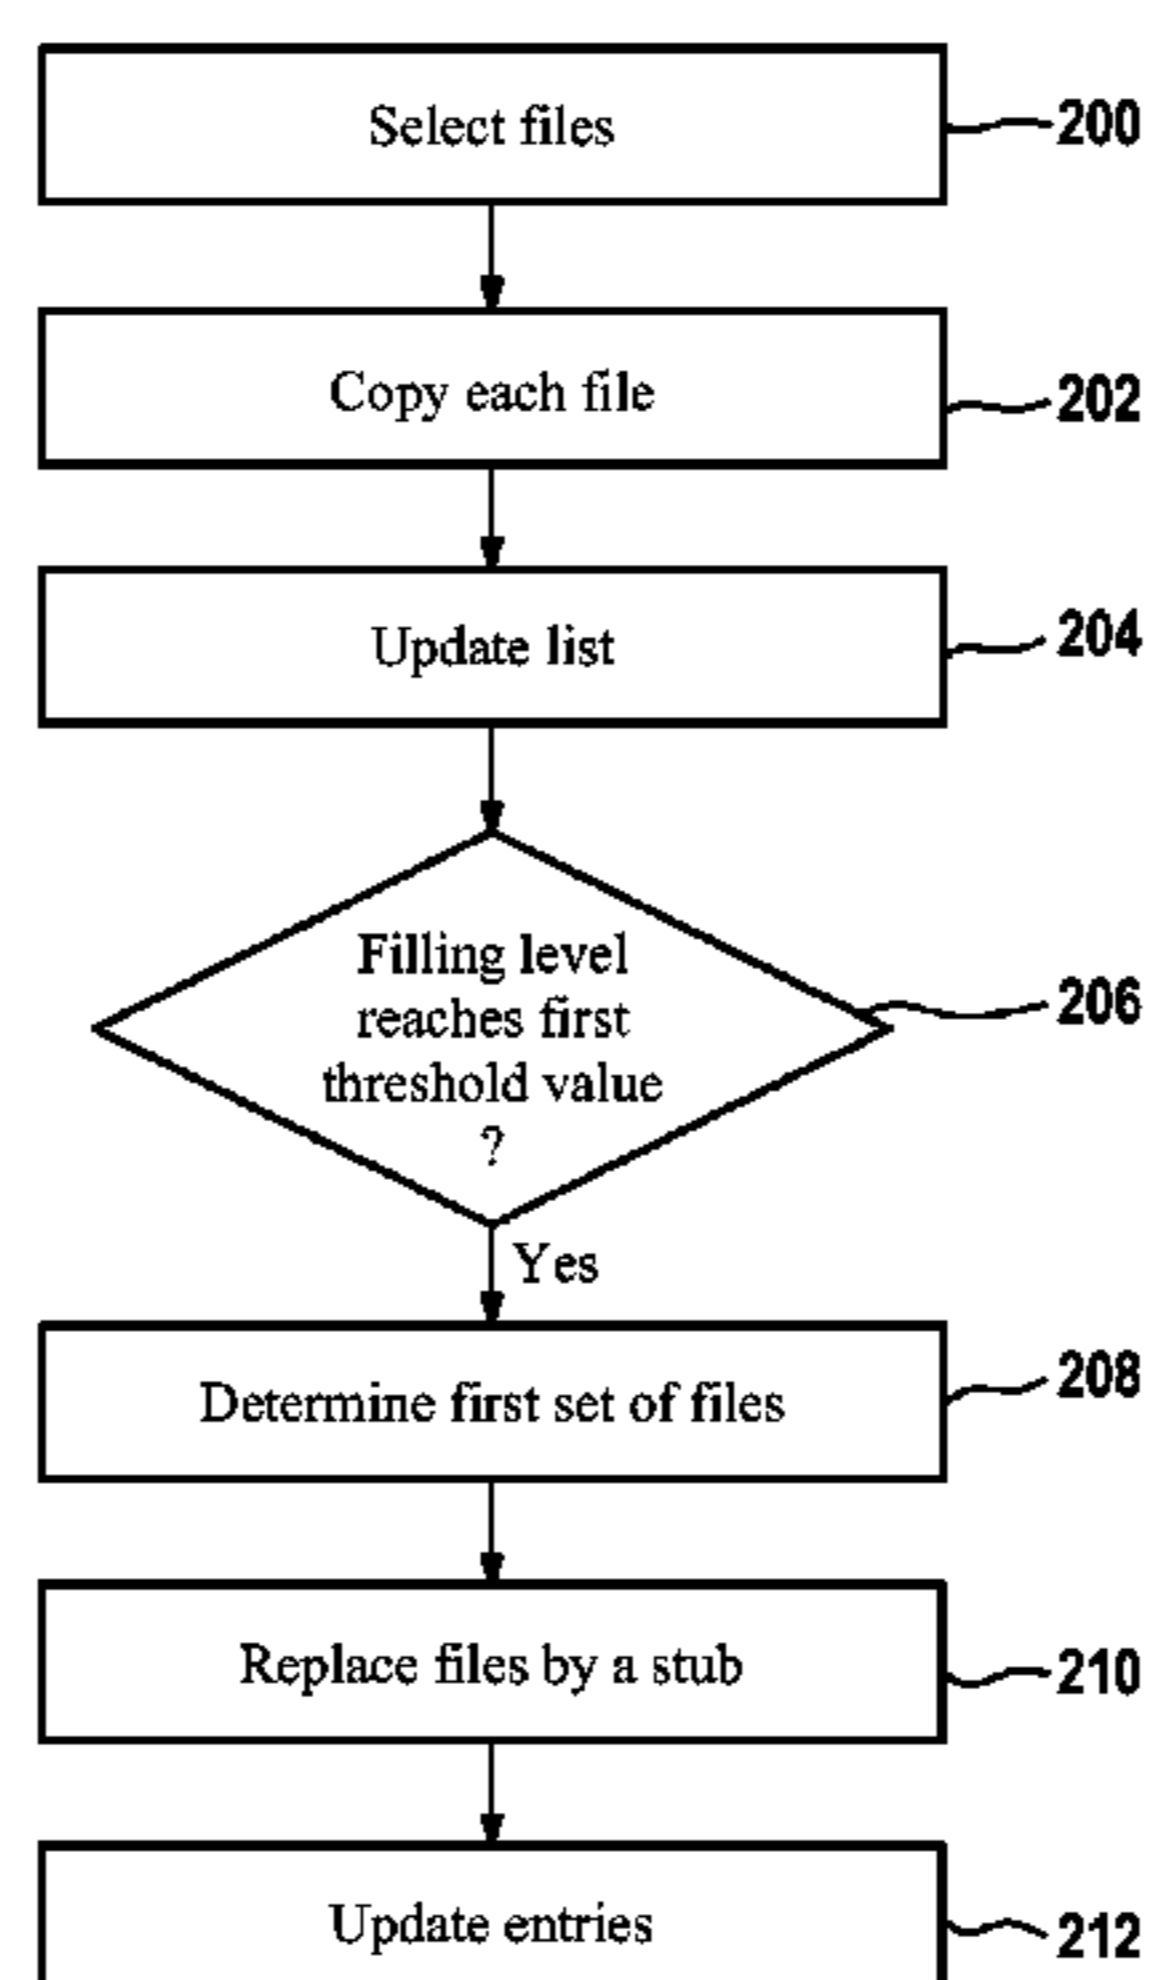 Select files
200
Copy each file
202
Update list
204
Filling level
reaches first
threshold value
?
206
Yes
Determine first set of files
208
Replace files by a stub
210
Update entries
212